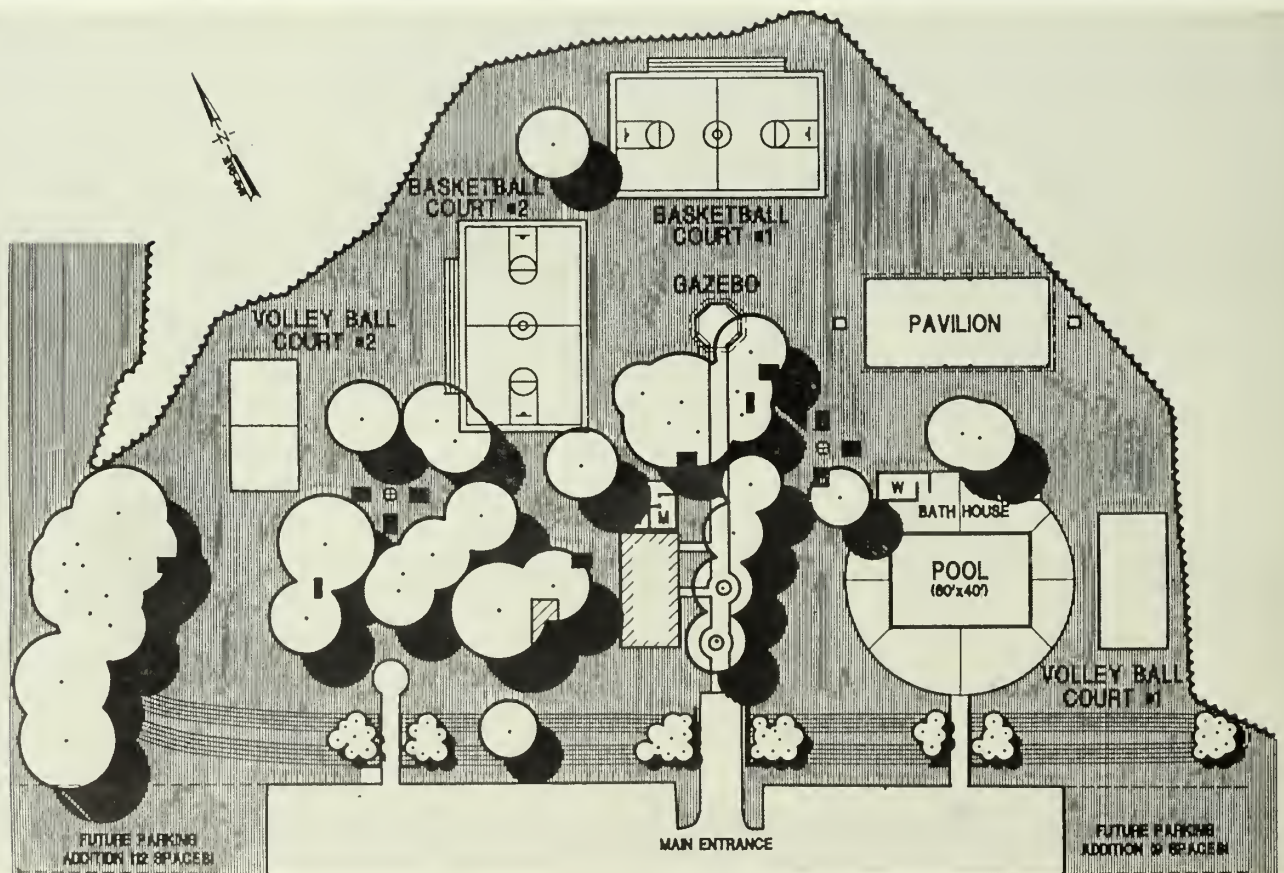 BASKETBALL
COURT #2
BASKETBALL
COURT #1
GAZEBO
VOLLEY BALL
COURT #2
PAVILION
M
W
BATH HOUSE
POOL
(80'x40')
VOLLEY BALL
COURT #1
MAIN ENTRANCE
FUTURE PARKING
ADDITION (12 SPACES)
FUTURE PARKING
ADDITION (9 SPACES)